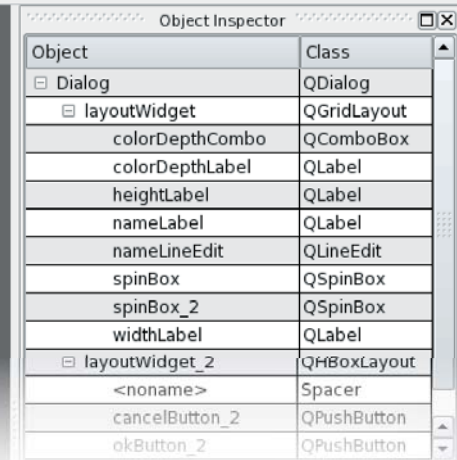 Object Inspector
Object Class
Dialog QDialog
layoutWidget QGridLayout
colorDepthCombo QComboBox
colorDepthLabel QLabel
heightLabel QLabel
nameLabel QLabel
nameLineEdit QLineEdit
spinBox QSpinBox
spinBox_2 QSpinBox
widthLabel QLabel
layoutWidget_2 QHBoxLayout
<noname> Spacer
cancelButton_2 QPushButton
okButton_2 QPushButton